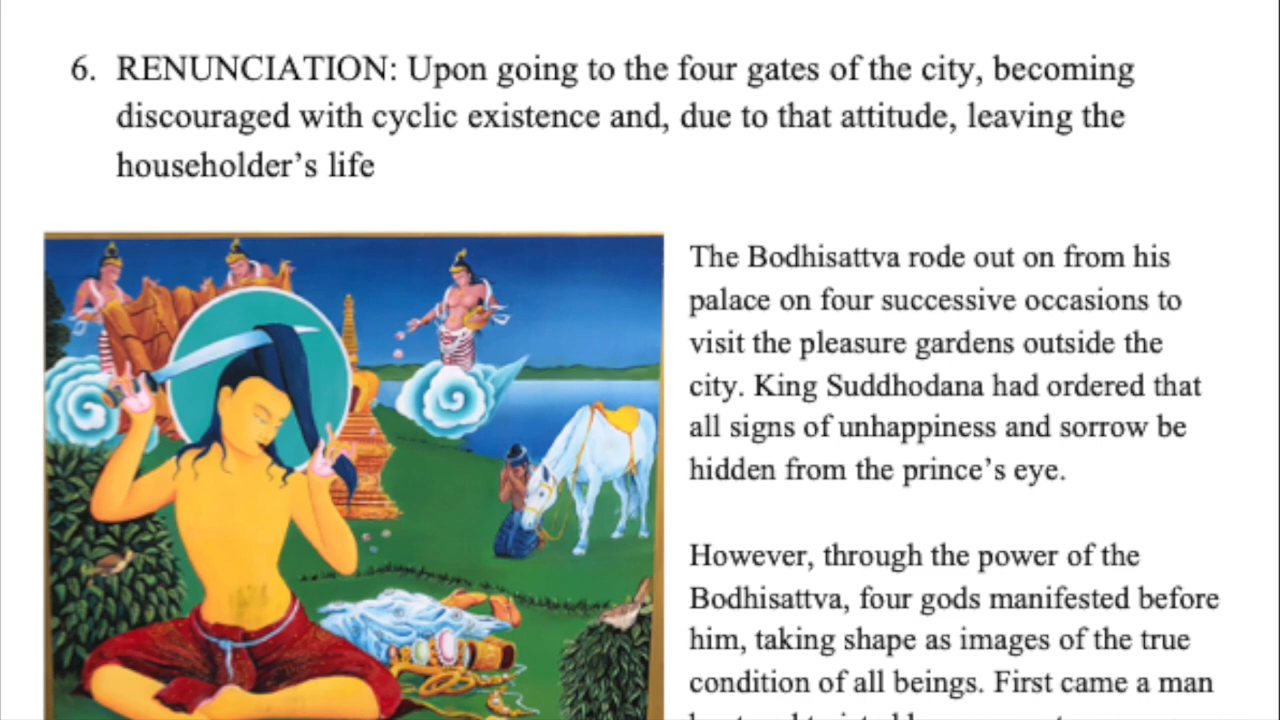 6. RENUNCIATION: Upon going to the four gates of the city, becoming
discouraged with cyclic existence and, due to that attitude, leaving the
householder’s life
The Bodhisattva rode out on from his
palace on four successive occasions to
visit the pleasure gardens outside the
city. King Suddhodana had ordered that
all signs of unhappiness and sorrow be
hidden from the prince’s eye.
However, through the power of the
Bodhisattva, four gods manifested before
him, taking shape as images of the true
condition of all beings. First came a man